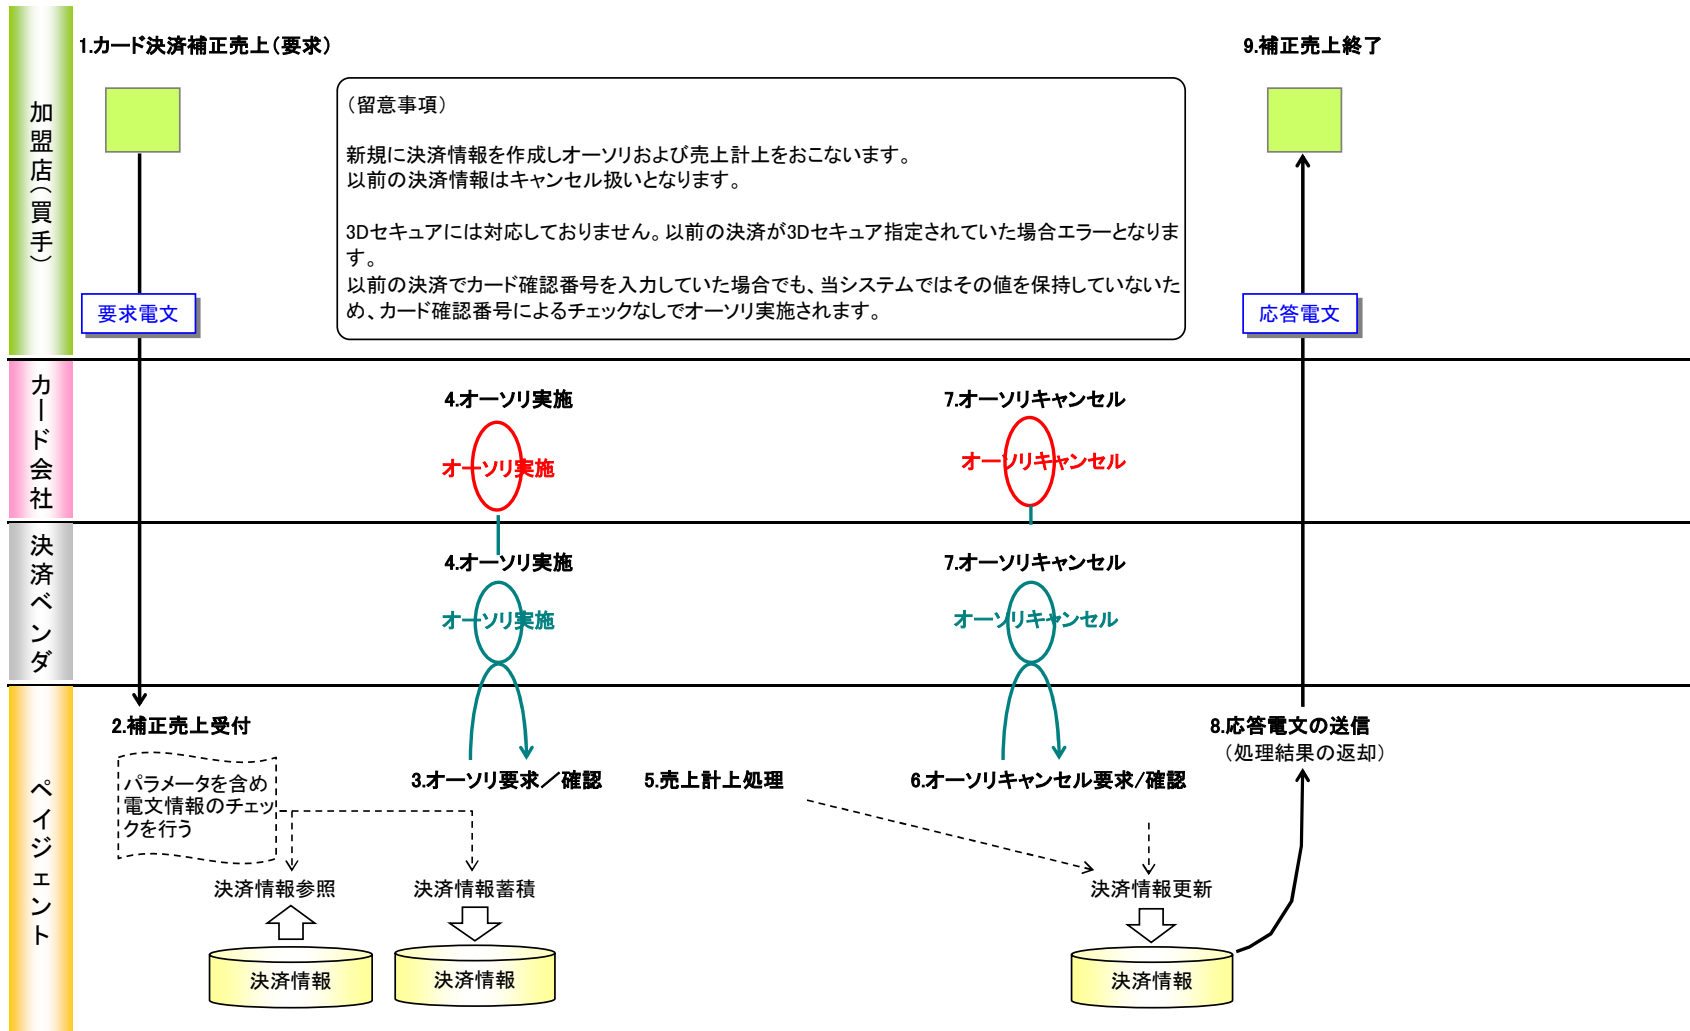 加盟店（買手）
1.カード決済補正売上（要求）
9.補正売上終了
（留意事項）
新規に決済情報を作成しオーソリおよび売上計上をおこないます。
以前の決済情報はキャンセル扱いとなります。
3Dセキュアには対応しておりません。以前の決済が3Dセキュア指定されていた場合エラーとなりま
す。
以前の決済でカード確認番号を入力していた場合でも、当システムではその値を保持していないた
め、カード確認番号によるチェックなしでオーソリ実施されます。
要求電文
応答電文
カード会社
4.オーソリ実施
7.オーソリキャンセル
オーソリ実施
オーソリキャンセル
決済ベンダ
4.オーソリ実施
7.オーソリキャンセル
オーソリ実施
オーソリキャンセル
ペイジェント
2.補正売上受付
8.応答電文の送信
（処理結果の返却）
パラメータを含め
電文情報のチェッ
クを行う
3.オーソリ要求／確認
5.売上計上処理
6.オーソリキャンセル要求/確認
決済情報参照
決済情報蓄積
決済情報更新
決済情報
決済情報
決済情報